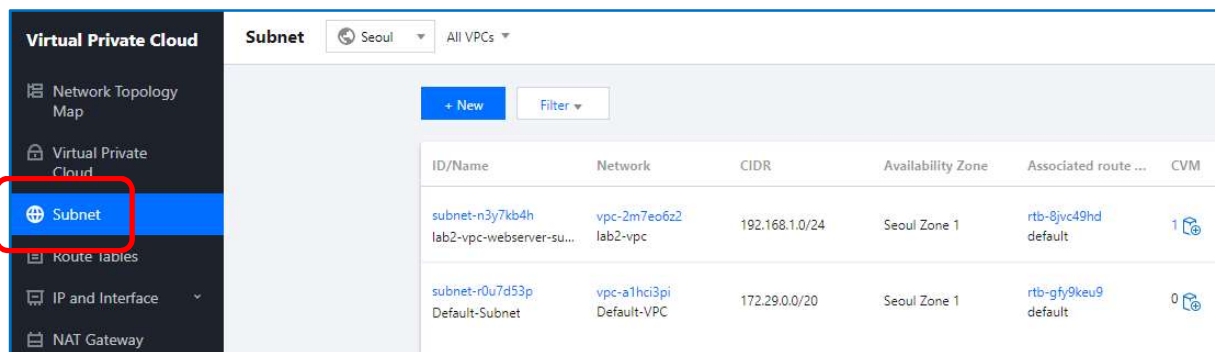 Virtual Private Cloud
Subnet
Seoul
All VPCs
Network Topology
Map
Virtual Private
Cloud
Subnet
Route Tables
IP and Interface
NAT Gateway
+ New
Filter
ID/Name Network CIDR Availability Zone Associated route ... CVM
subnet-n3y7kb4h vpc-2m7eo6z2 192.168.1.0/24 Seoul Zone 1 rtb-8jvc49hd 1
lab2-vpc-webserver-su... lab2-vpc default
subnet-r0u7d53p vpc-a1hci3pi 172.29.0.0/20 Seoul Zone 1 rtb-gfy9keu9 0
Default-Subnet Default-VPC default